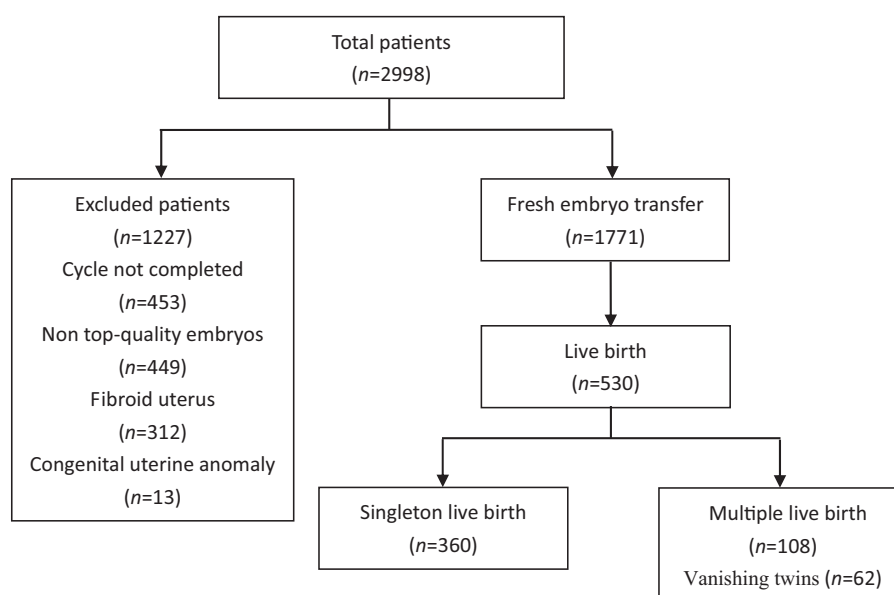 Total patients
(n=2998)
Excluded patients
(n=1227)
Cycle not completed
(n=453)
Non top-quality embryos
(n=449)
Fibroid uterus
(n=312)
Congenital uterine anomaly
(n=13)
Fresh embryo transfer
(n=1771)
Live birth
(n=530)
Singleton live birth
(n=360)
Multiple live birth
(n=108)
Vanishing twins (n=62)